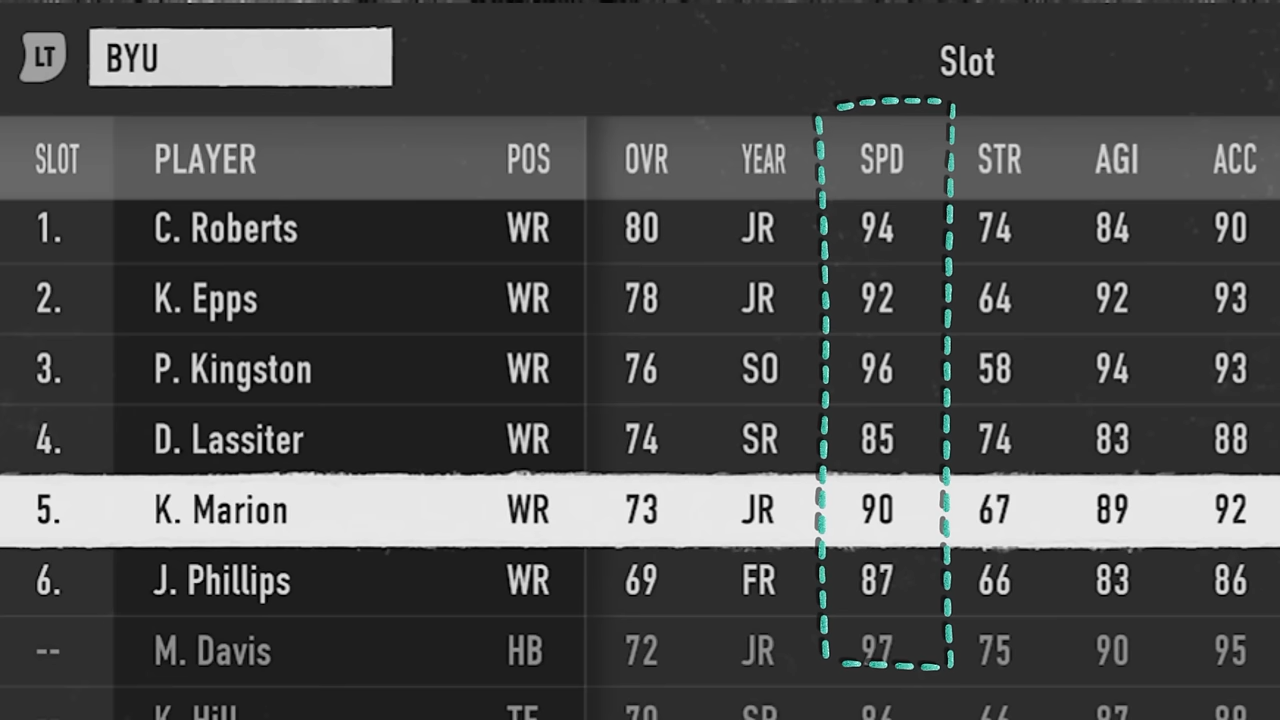 LT BYU Slot
SLOT PLAYER POS OVR YEAR SPD STR AGI ACC
1. C. Roberts WR 80 JR 94 74 84 90
2. K. Epps WR 78 JR 92 64 92 93
3. P. Kingston WR 76 SO 96 58 94 93
4. D. Lassiter WR 74 SR 85 74 83 88
5. K. Marion WR 73 JR 90 67 89 92
6. J. Phillips WR 69 FR 87 66 83 86
-- M. Davis HB 72 JR 97 75 90 95
K. Hill TE 70